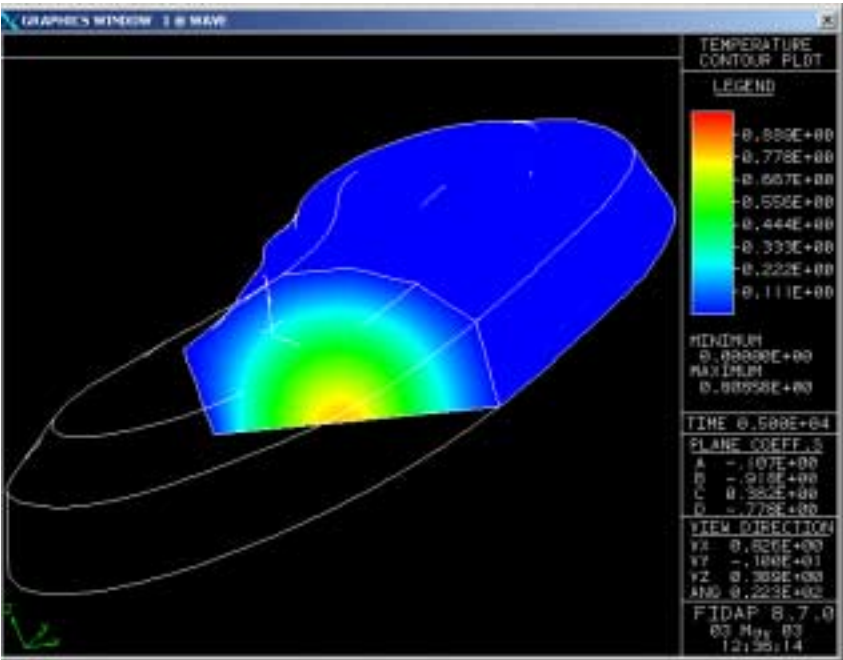 GRAPHICS WINDOW 1 @ WAVE
TEMPERATURE
CONTOUR PLOT
LEGEND
0.889E+00
0.778E+00
0.667E+00
0.556E+00
0.444E+00
0.333E+00
0.222E+00
0.111E+00
MINIMUM
0.00000E+00
MAXIMUM
TIME 0.500E+04
PLANE COEFF.S
A -.107E+00
B -.918E+00
C 0.382E+00
D -.778E+00
VIEW DIRECTION
VX 0.826E+00
VY -.100E+01
VZ 0.389E+00
ANG 0.223E+02
FIDAP 8.7.0
03 May 03
12:36:14